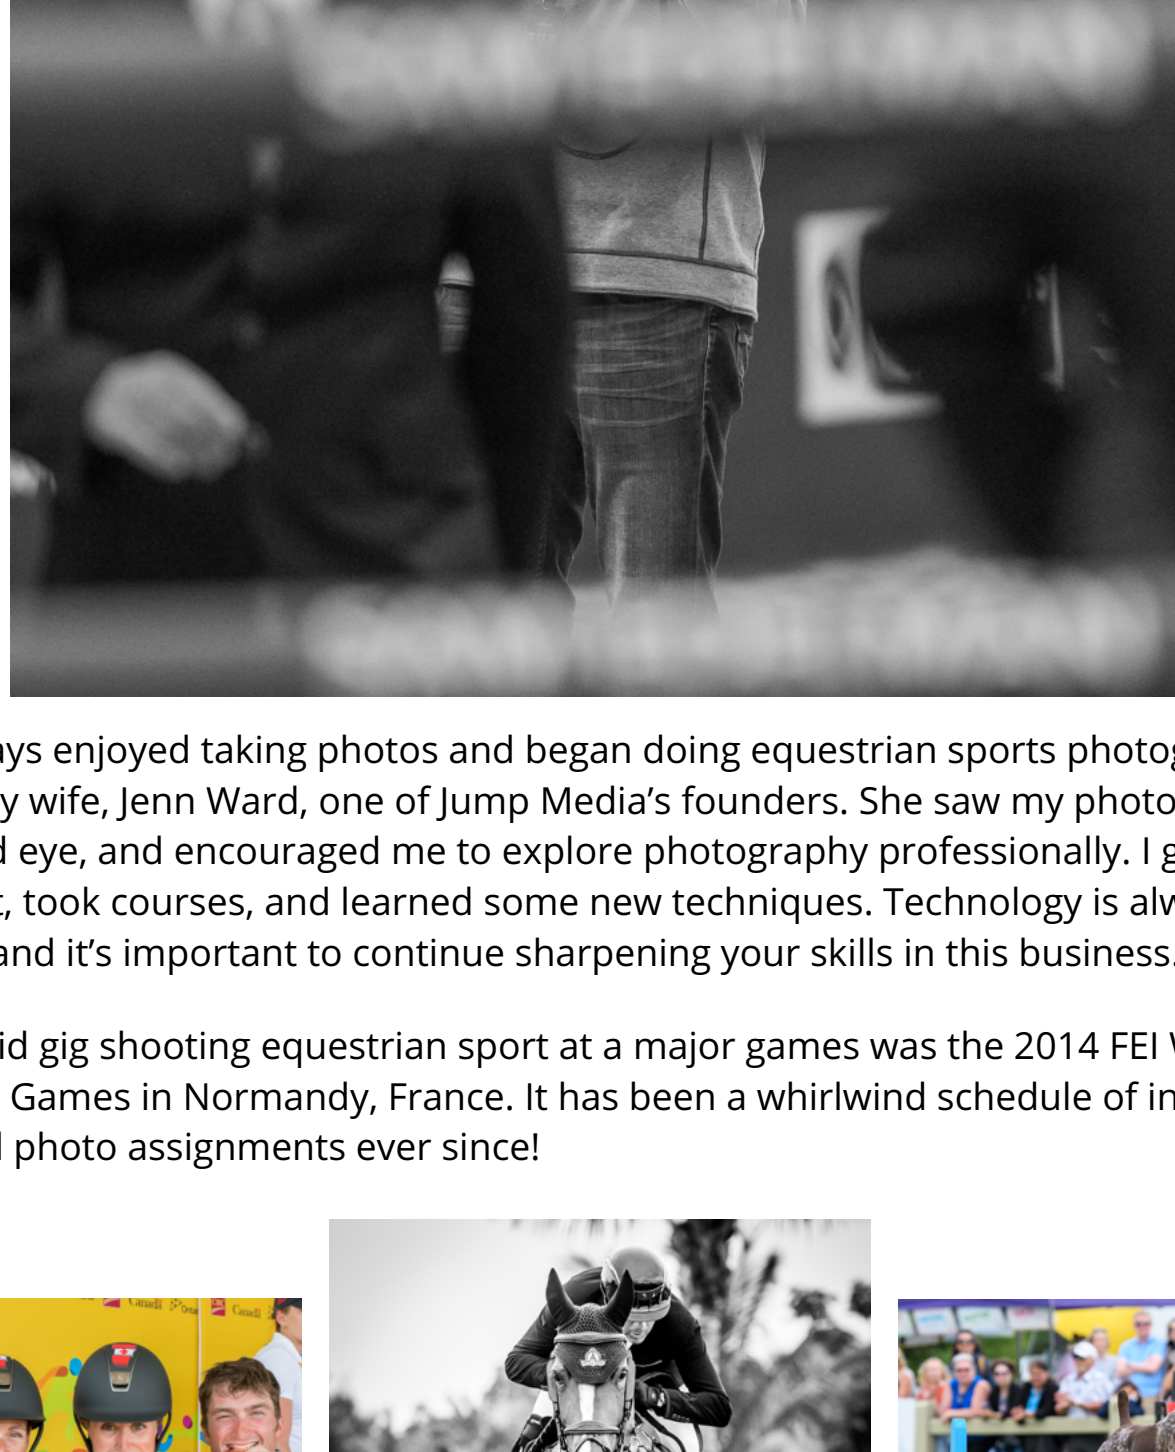 ays enjoyed taking photos and began doing equestrian sports photog
y wife, Jenn Ward, one of Jump Media’s founders. She saw my photo
d eye, and encouraged me to explore photography professionally. I g
t, took courses, and learned some new techniques. Technology is alw
and it’s important to continue sharpening your skills in this business.
id gig shooting equestrian sport at a major games was the 2014 FEI W
Games in Normandy, France. It has been a whirlwind schedule of in
l photo assignments ever since!
Canada
Canada